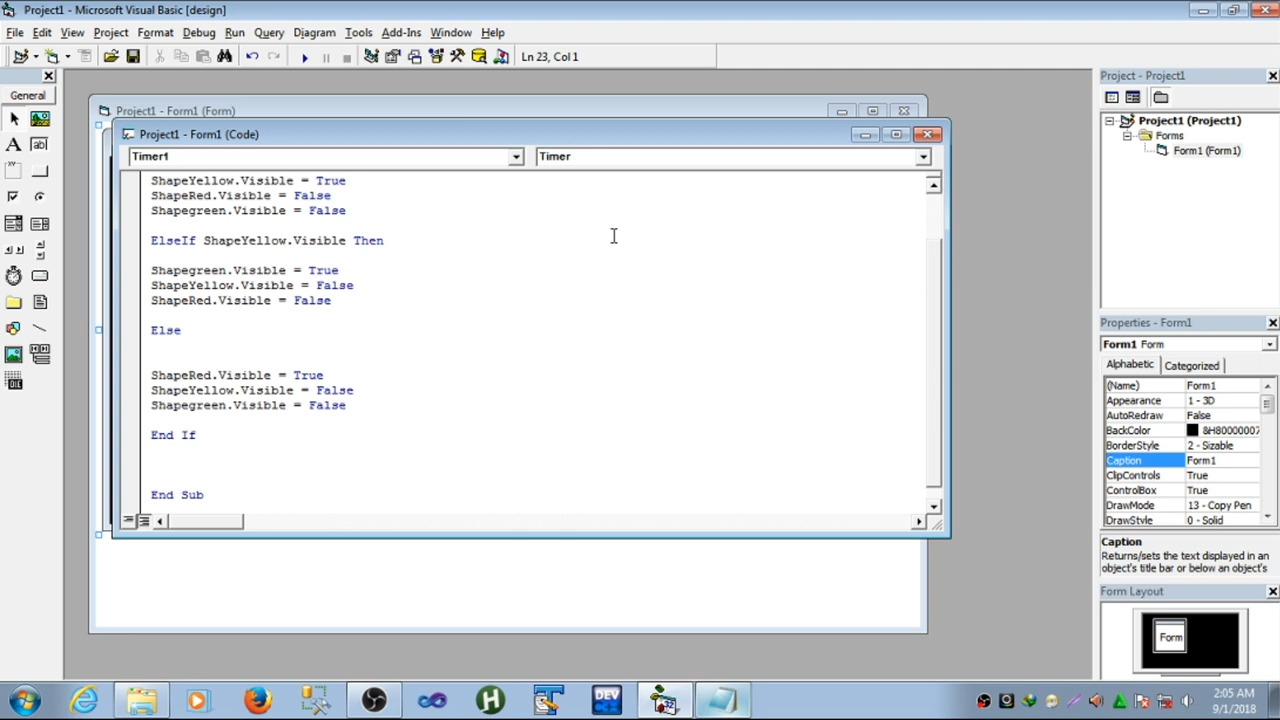 Project1 - Microsoft Visual Basic [design]
File Edit View Project Format Debug Run Query Diagram Tools Add-Ins Window Help
Ln 23, Col 1
General
Project1 - Form1 (Form)
Project1 - Form1 (Code)
Timer1
Timer
ShapeYellow.Visible = True
ShapeRed.Visible = False
Shapegreen.Visible = False
ElseIf ShapeYellow.Visible Then
Shapegreen.Visible = True
ShapeYellow.Visible = False
ShapeRed.Visible = False
Else
ShapeRed.Visible = True
ShapeYellow.Visible = False
Shapegreen.Visible = False
End If
End Sub
Project - Project1
Project1 (Project1)
Forms
Form1 (Form1)
Properties - Form1
Form1 Form
Alphabetic Categorized
(Name) Form1
Appearance 1 - 3D
AutoRedraw False
BackColor &H80000007
BorderStyle 2 - Sizable
Caption Form1
ClipControls True
ControlBox True
DrawMode 13 - Copy Pen
DrawStyle 0 - Solid
Caption
Returns/sets the text displayed in an
object's title bar or below an object's
Form Layout
Form
DEV
2:05 AM
9/1/2018